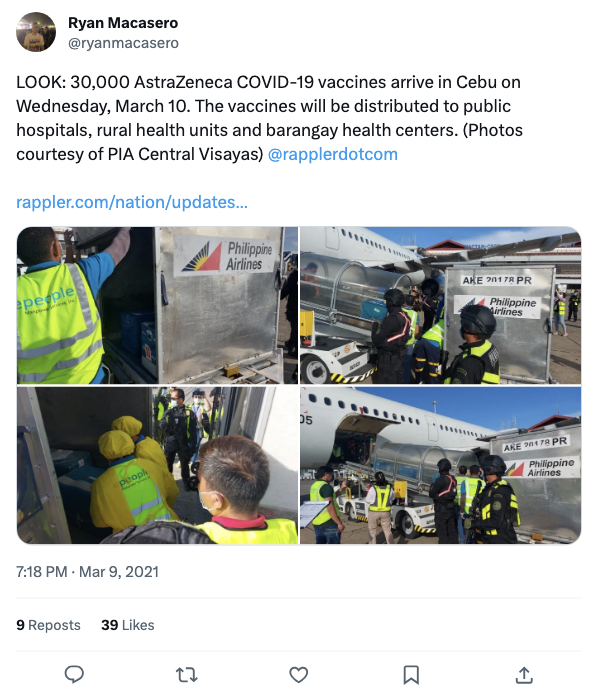 Ryan Macasero
@ryanmacasero
LOOK: 30,000 AstraZeneca COVID-19 vaccines arrive in Cebu on
Wednesday, March 10. The vaccines will be distributed to public
hospitals, rural health units and barangay health centers. (Photos
courtesy of PIA Central Visayas) @rapplerdotcom
rappler.com/nation/updates...
people
Philippine
Airlines
AKE 20178 PR
Philippine
Airlines
people
05
AKE 20178 PR
Philippine
Airlines
7:18 PM · Mar 9, 2021
9 Reposts 39 Likes